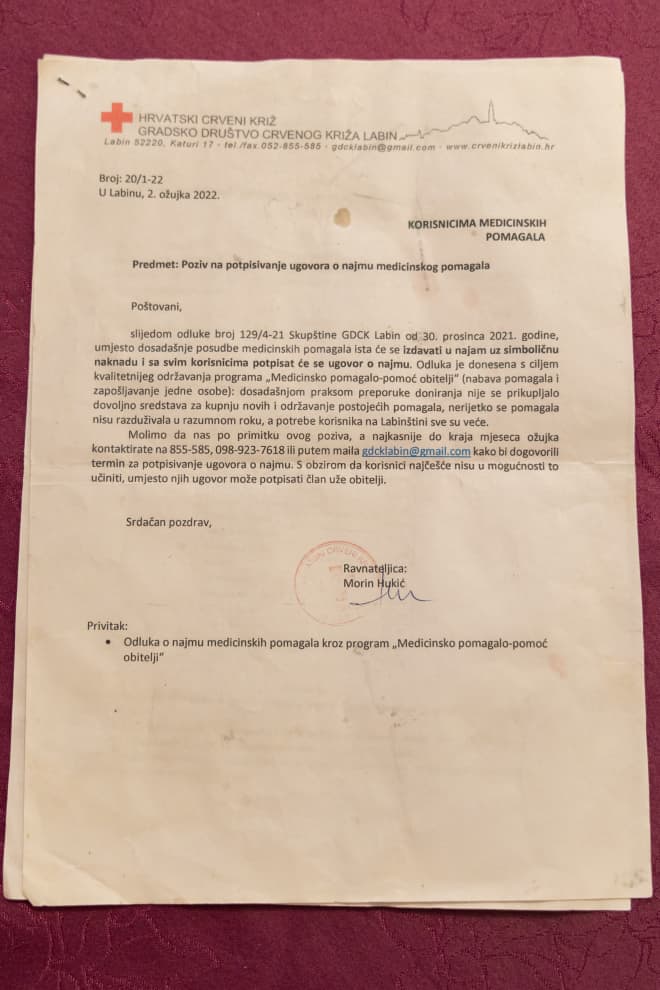 HRVATSKI CRVENI KRIŽ
GRADSKO DRUŠTVO CRVENOG KRIŽA LABIN
Labin 52220, Katuri 17 - tel./fax.052-855-585 - gdcklabin@gmail.com - www.crvenikrizlabin.hr
Broj: 20/1-22
U Labinu, 2. ožujka 2022.
KORISNICIMA MEDICINSKIH
POMAGALA
Predmet: Poziv na potpisivanje ugovora o najmu medicinskog pomagala
Poštovani,
slijedom odluke broj 129/4-21 Skupštine GDCK Labin od 30. prosinca 2021. godine,
umjesto dosadašnje posudbe medicinskih pomagala ista će se izdavati u najam uz simboličnu
naknadu i sa svim korisnicima potpisat će se ugovor o najmu. Odluka je donesena s ciljem
kvalitetnijeg održavanja programa „Medicinsko pomagalo-pomoć obitelji“ (nabava pomagala i
zapošljavanje jedne osobe): dosadašnjom praksom preporuke doniranja nije se prikupljalo
dovoljno sredstava za kupnju novih i održavanje postojećih pomagala, nerijetko se pomagala
nisu razduživala u razumnom roku, a potrebe korisnika na Labinštini sve su veće.
Molimo da nas po primitku ovog poziva, a najkasnije do kraja mjeseca ožujka
kontaktirate na 855-585, 098-923-7618 ili putem maila gdcklabin@gmail.com kako bi dogovorili
termin za potpisivanje ugovora o najmu. S obzirom da korisnici najčešće nisu u mogućnosti to
učiniti, umjesto njih ugovor može potpisati član uže obitelji.
Srdačan pozdrav,
Ravnateljica:
Morin Hukić
Privitak:
• Odluka o najmu medicinskih pomagala kroz program „Medicinsko pomagalo-pomoć
obitelji“